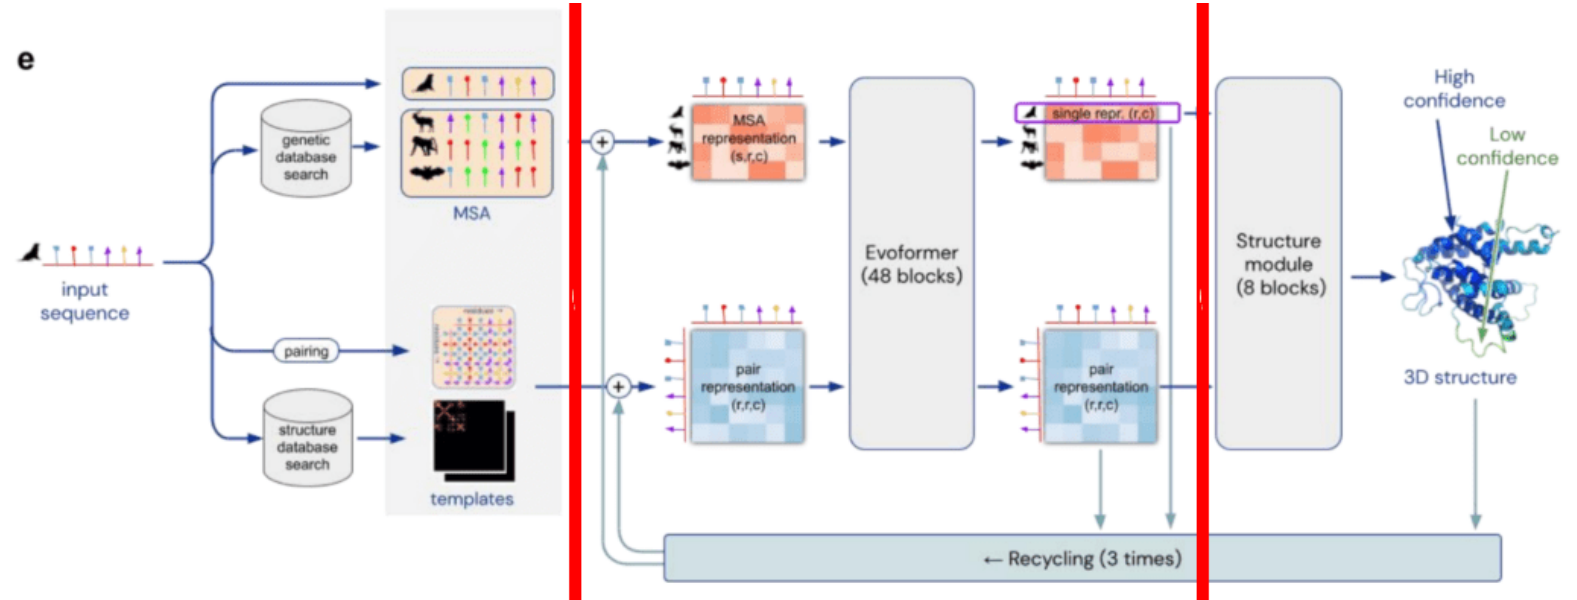 e
input
sequence
genetic
database
search
MSA
pairing
residues →
structure
database
search
templates
MSA
representation
(s,r,c)
pair
representation
(r,r,c)
Evoformer
(48 blocks)
single repr. (r,c)
pair
representation
(r,r,c)
Structure
module
(8 blocks)
High
confidence
Low
confidence
3D structure
← Recycling (3 times)